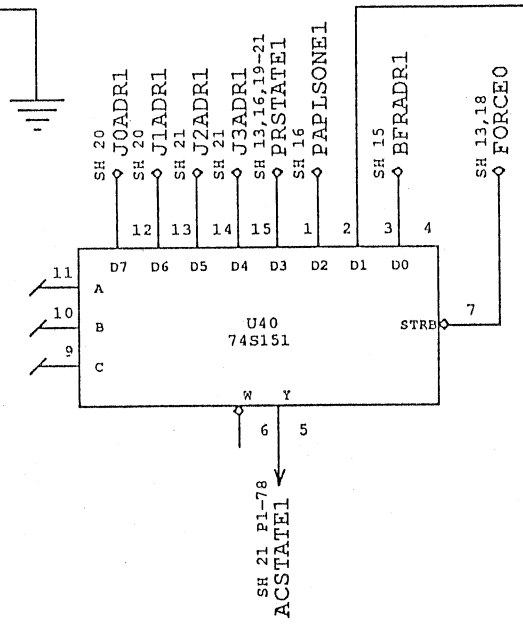 SH 20
J0ADR1
SH 20
J1ADR1
SH 21
J2ADR1
SH 21
J3ADR1
SH 13,16,19-21
PRSTATE1
SH 16
PAPLSONE1
SH 15
BFRADR1
SH 13,18
FORCE0
12 13 14 15 1 2 3 4
D7 D6 D5 D4 D3 D2 D1 D0
11 A
10 B
9 C
U40
74S151
STRB 7
W Y
6 5
SH 21 P1-78
ACSTATE1